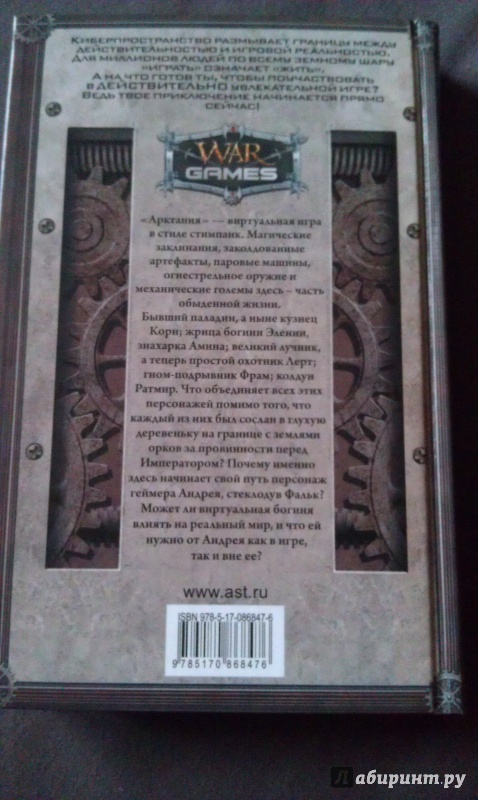 Киберпространство размывает границы между
действительностью и игровой реальностью.
Для миллионов людей по всему земному шару
«играть» означает «жить».
А на что готов ты, чтобы поучаствовать
в ДЕЙСТВИТЕЛЬНО увлекательной игре?
Ведь твое приключение начинается прямо
сейчас!
WAR
GAMES
«Арктания» — виртуальная игра
в стиле стимпанк. Магические
заклинания, заколдованные
артефакты, паровые машины,
огнестрельное оружие и
механические големы здесь – часть
обыденной жизни.
Бывший паладин, а ныне кузнец
Корн; жрица богини Элении,
знахарка Амина; великий лучник,
а теперь простой охотник Лерт;
гном-подрывник Фрам; колдун
Ратмир. Что объединяет всех этих
персонажей помимо того, что
каждый из них был сослан в глухую
деревеньку на границе с землями
орков за провинности перед
Императором? Почему именно
здесь начинает свой путь персонаж
геймера Андрея, стеклодув Фальк?
Может ли виртуальная богиня
влиять на реальный мир, и что ей
нужно от Андрея как в игре,
так и вне ее?
www.ast.ru
ISBN 978-5-17-086847-6
9785170868476
Лабиринт.ру